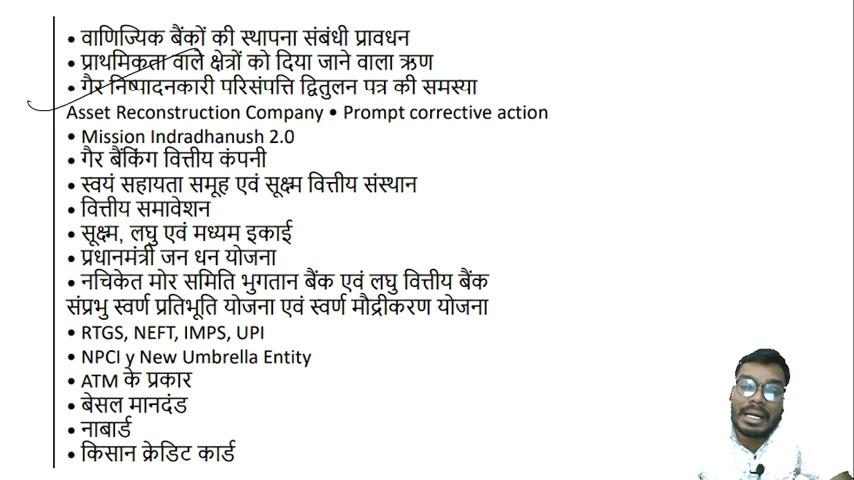 • वाणिज्यिक बैंकों की स्थापना संबंधी प्रावधन
• प्राथमिकता वाले क्षेत्रों को दिया जाने वाला ऋण
• गैर निष्पादनकारी परिसंपत्ति द्वितुलन पत्र की समस्या
Asset Reconstruction Company • Prompt corrective action
• Mission Indradhanush 2.0
• गैर बैंकिंग वित्तीय कंपनी
• स्वयं सहायता समूह एवं सूक्ष्म वित्तीय संस्थान
• वित्तीय समावेशन
• सूक्ष्म, लघु एवं मध्यम इकाई
• प्रधानमंत्री जन धन योजना
• नचिकेत मोर समिति भुगतान बैंक एवं लघु वित्तीय बैंक
संप्रभु स्वर्ण प्रतिभूति योजना एवं स्वर्ण मौद्रीकरण योजना
• RTGS, NEFT, IMPS, UPI
• NPCI y New Umbrella Entity
• ATM के प्रकार
• बेसल मानदंड
• नाबार्ड
• किसान क्रेडिट कार्ड